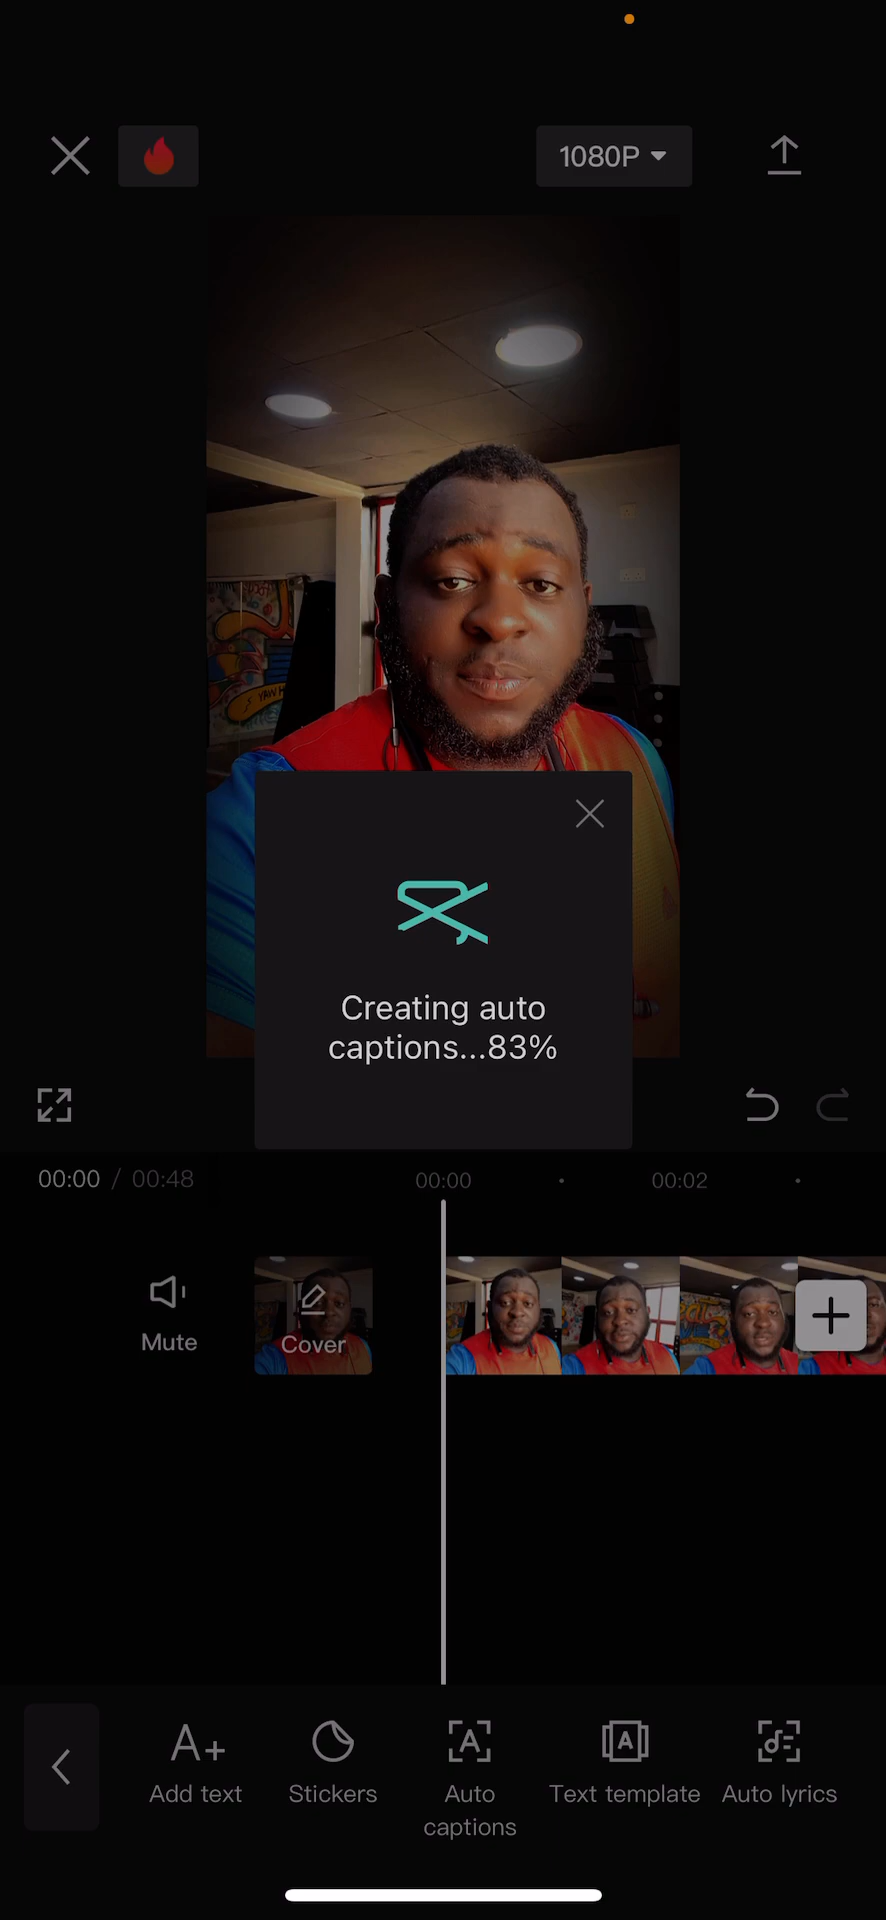 1080P
YAW H
Creating auto
captions...83%
00:00 / 00:48
00:00
00:02
Mute
Cover
Add text
Stickers
Auto
captions
Text template
Auto lyrics